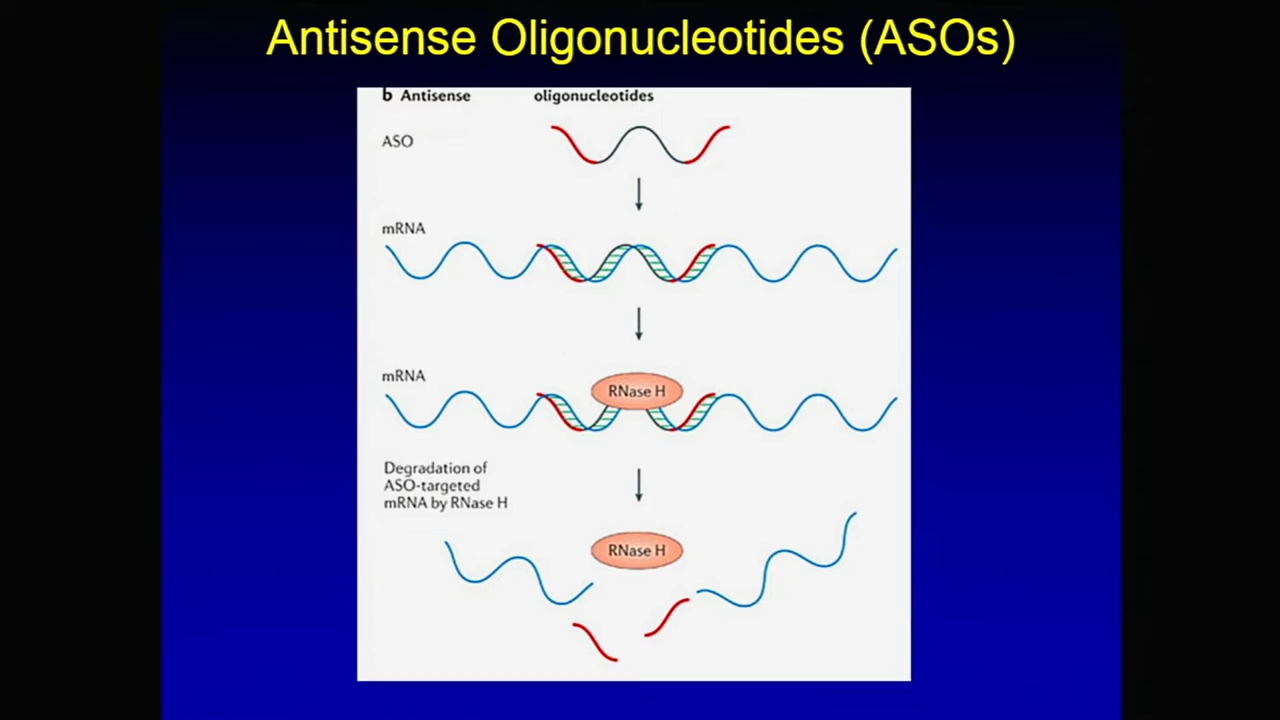 Antisense Oligonucleotides (ASOs)
b Antisense oligonucleotides
ASO
mRNA
mRNA
RNase H
Degradation of
ASO-targeted
mRNA by RNase H
RNase H